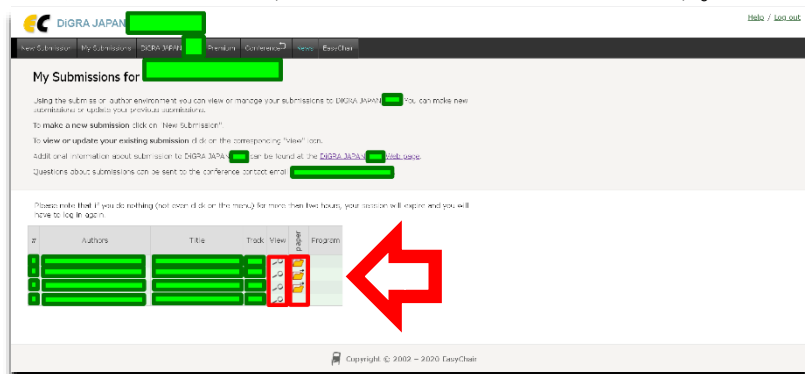 Help / Log out
DiGRA JAPAN
New Submission My Submissions DiGRA JAPAN Premium Conference News EasyChair
My Submissions for
Using the submission author environment you can view or manage your submissions to DiGRA JAPAN You can make new
submissions or update your previous submissions.
To make a new submission click on "New Submission"
To view or update your existing submission click on the corresponding "View" icon.
Additional information about submission to DiGRA JAPAN can be found at the DiGRA JAPAN Web page.
Questions about submissions can be sent to the conference contact email
Please note that if you do nothing (not even click on the menu) for more than two hours, your session will expire and you will
have to log in again.
# Authors Title Track View paper Program
Copyright © 2002 – 2020 EasyChair